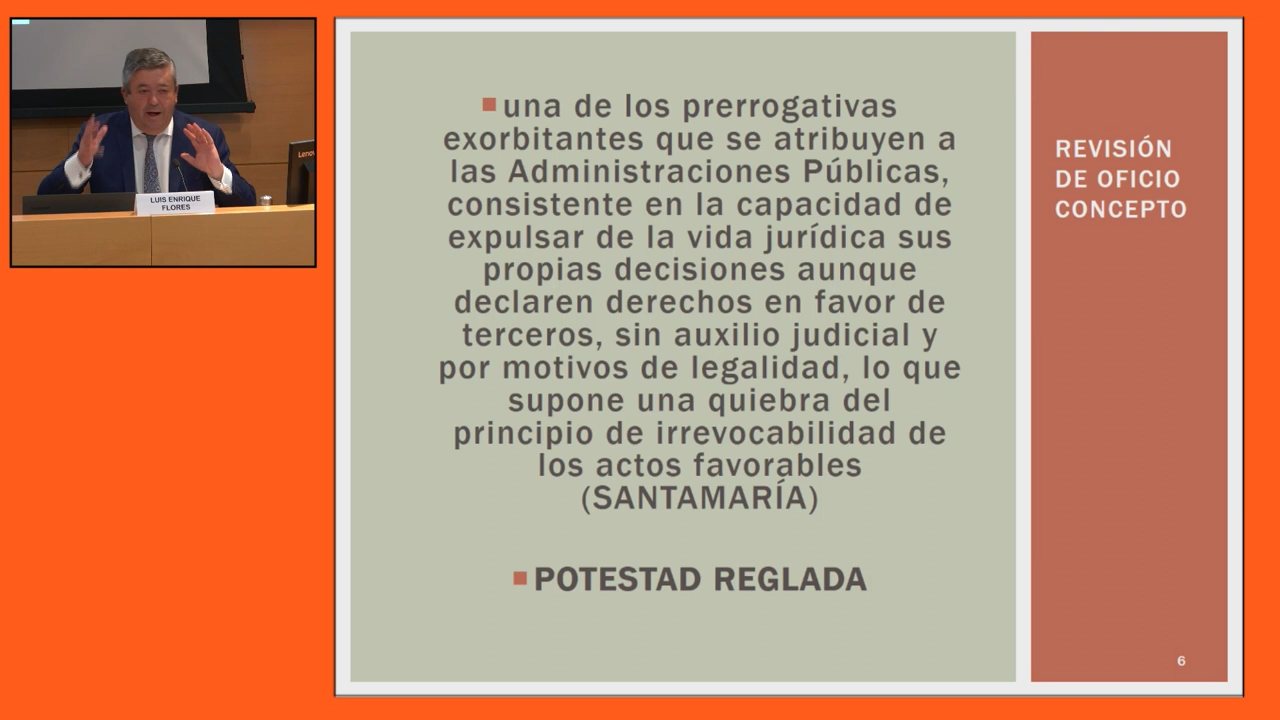 Lenovo
LUIS ENRIQUE
FLORES
una de los prerrogativas
exorbitantes que se atribuyen a
las Administraciones Públicas,
consistente en la capacidad de
expulsar de la vida jurídica sus
propias decisiones aunque
declaren derechos en favor de
terceros, sin auxilio judicial y
por motivos de legalidad, lo que
supone una quiebra del
principio de irrevocabilidad de
los actos favorables
(SANTAMARÍA)
POTESTAD REGLADA
REVISIÓN
DE OFICIO
CONCEPTO
6